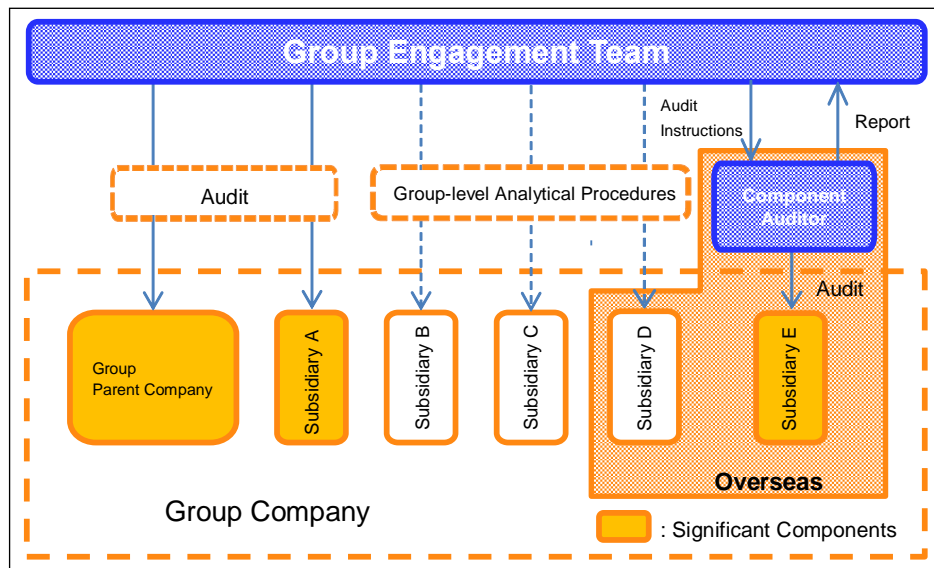 Group Engagement Team
Audit
Instructions
Report
Audit
Group-level Analytical Procedures
Component
Auditor
Audit
Group
Parent Company
Subsidiary A
Subsidiary B
Subsidiary C
Subsidiary D
Subsidiary E
Overseas
Group Company
: Significant Components